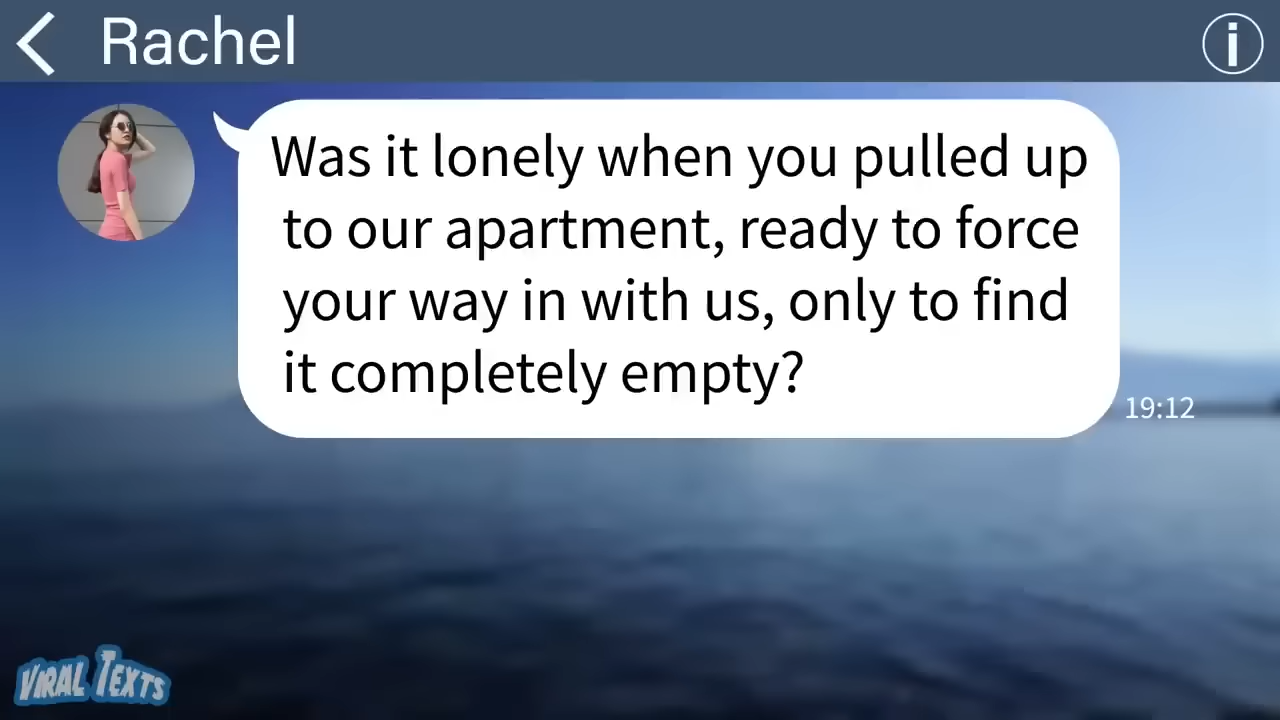 Rachel
Was it lonely when you pulled up
to our apartment, ready to force
your way in with us, only to find
it completely empty?
19:12
VIRAL TEXTS